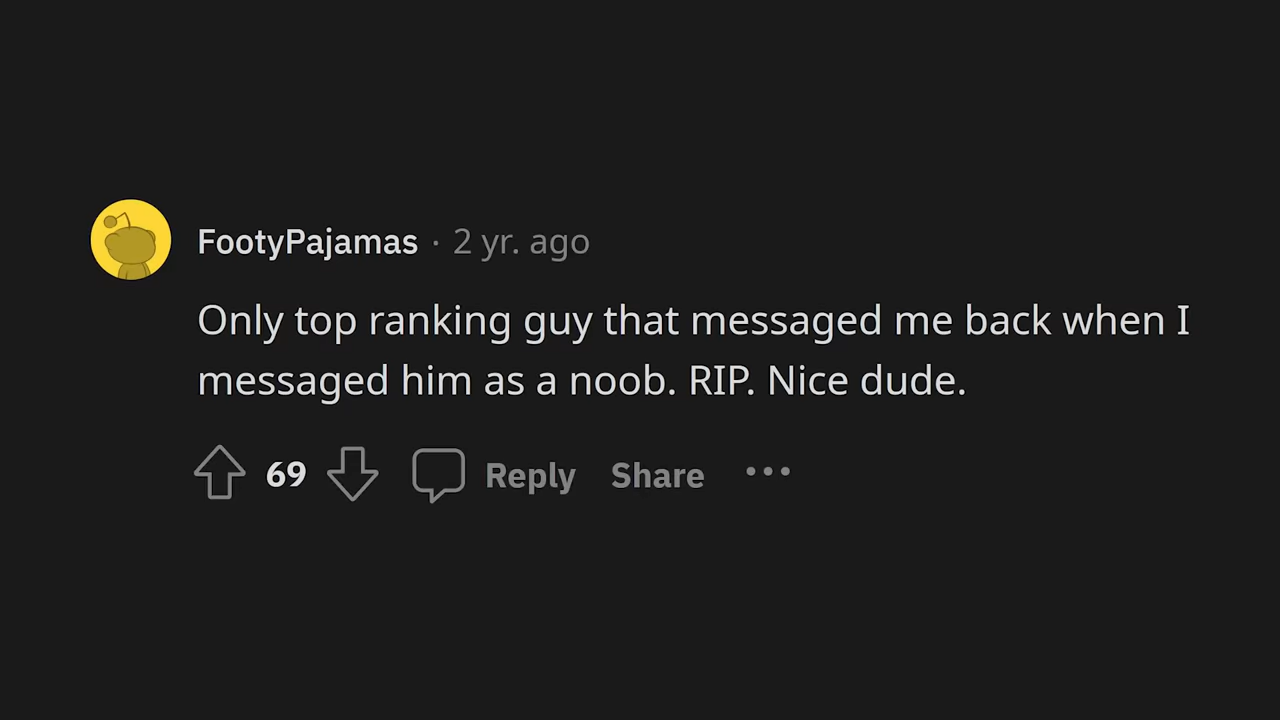 FootyPajamas · 2 yr. ago
Only top ranking guy that messaged me back when I
messaged him as a noob. RIP. Nice dude.
69 Reply Share ···